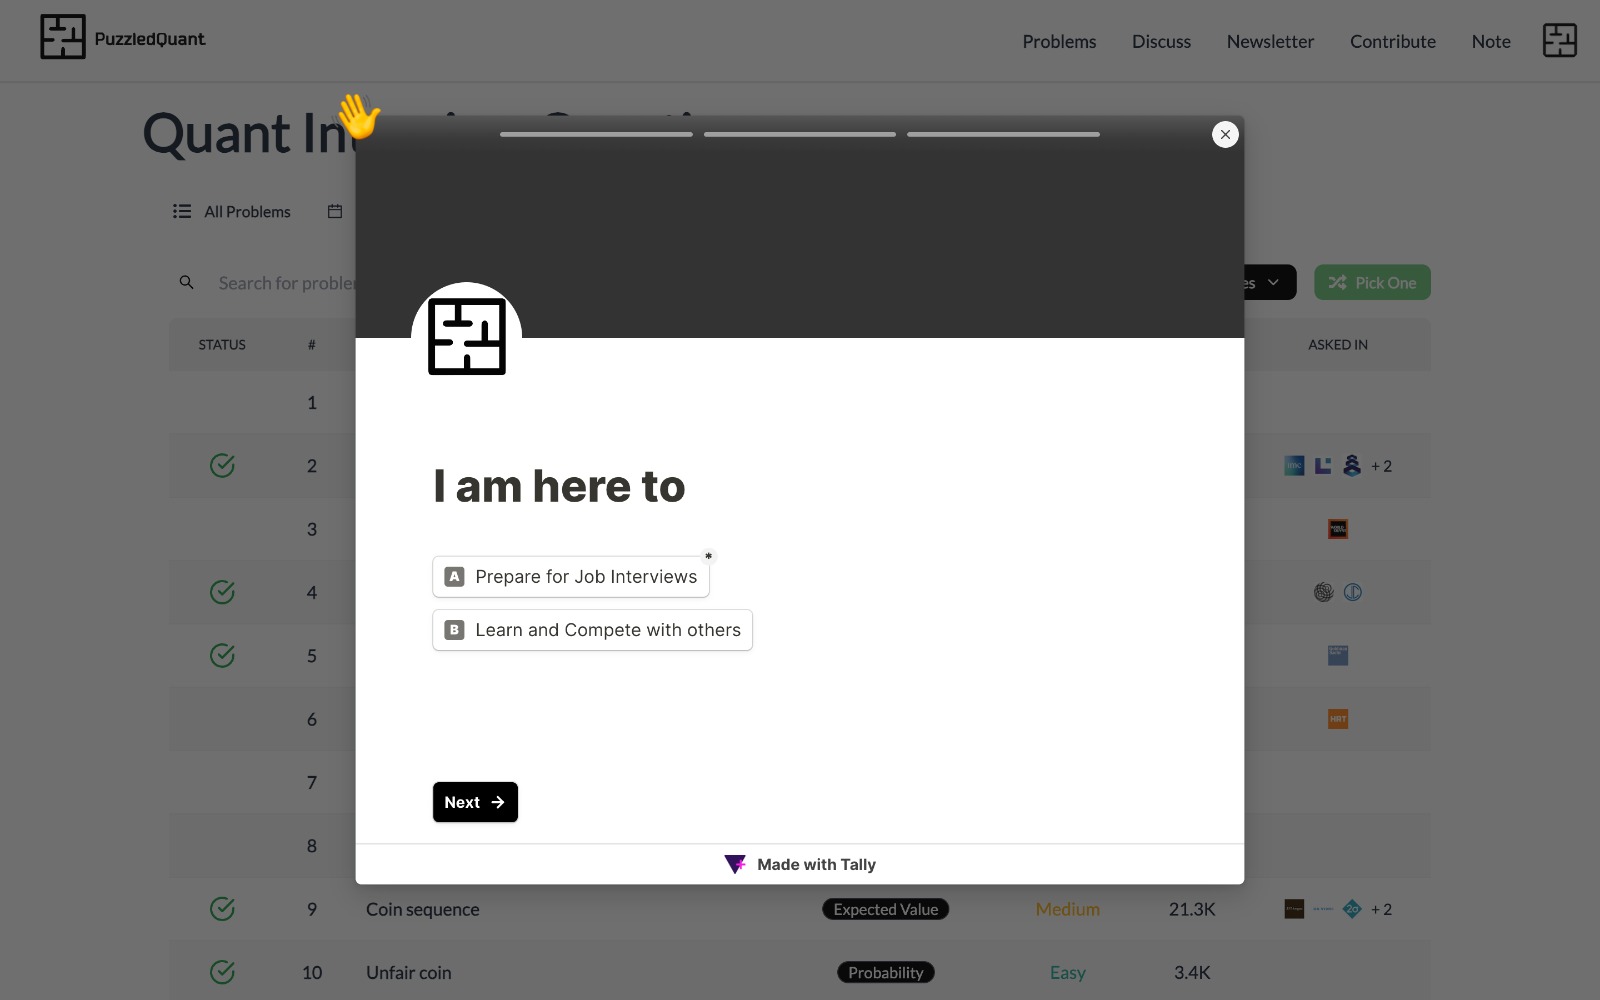 PuzzledQuant
Problems
Discuss
Newsletter
Contribute
Note
Quant In
All Problems
Search for proble
es
Pick One
STATUS
#
ASKED IN
1
2
+ 2
3
4
5
6
HRT
7
8
I am here to
*
A Prepare for Job Interviews
B Learn and Compete with others
Next →
Made with Tally
9 Coin sequence Expected Value Medium 21.3K + 2
10 Unfair coin Probability Easy 3.4K